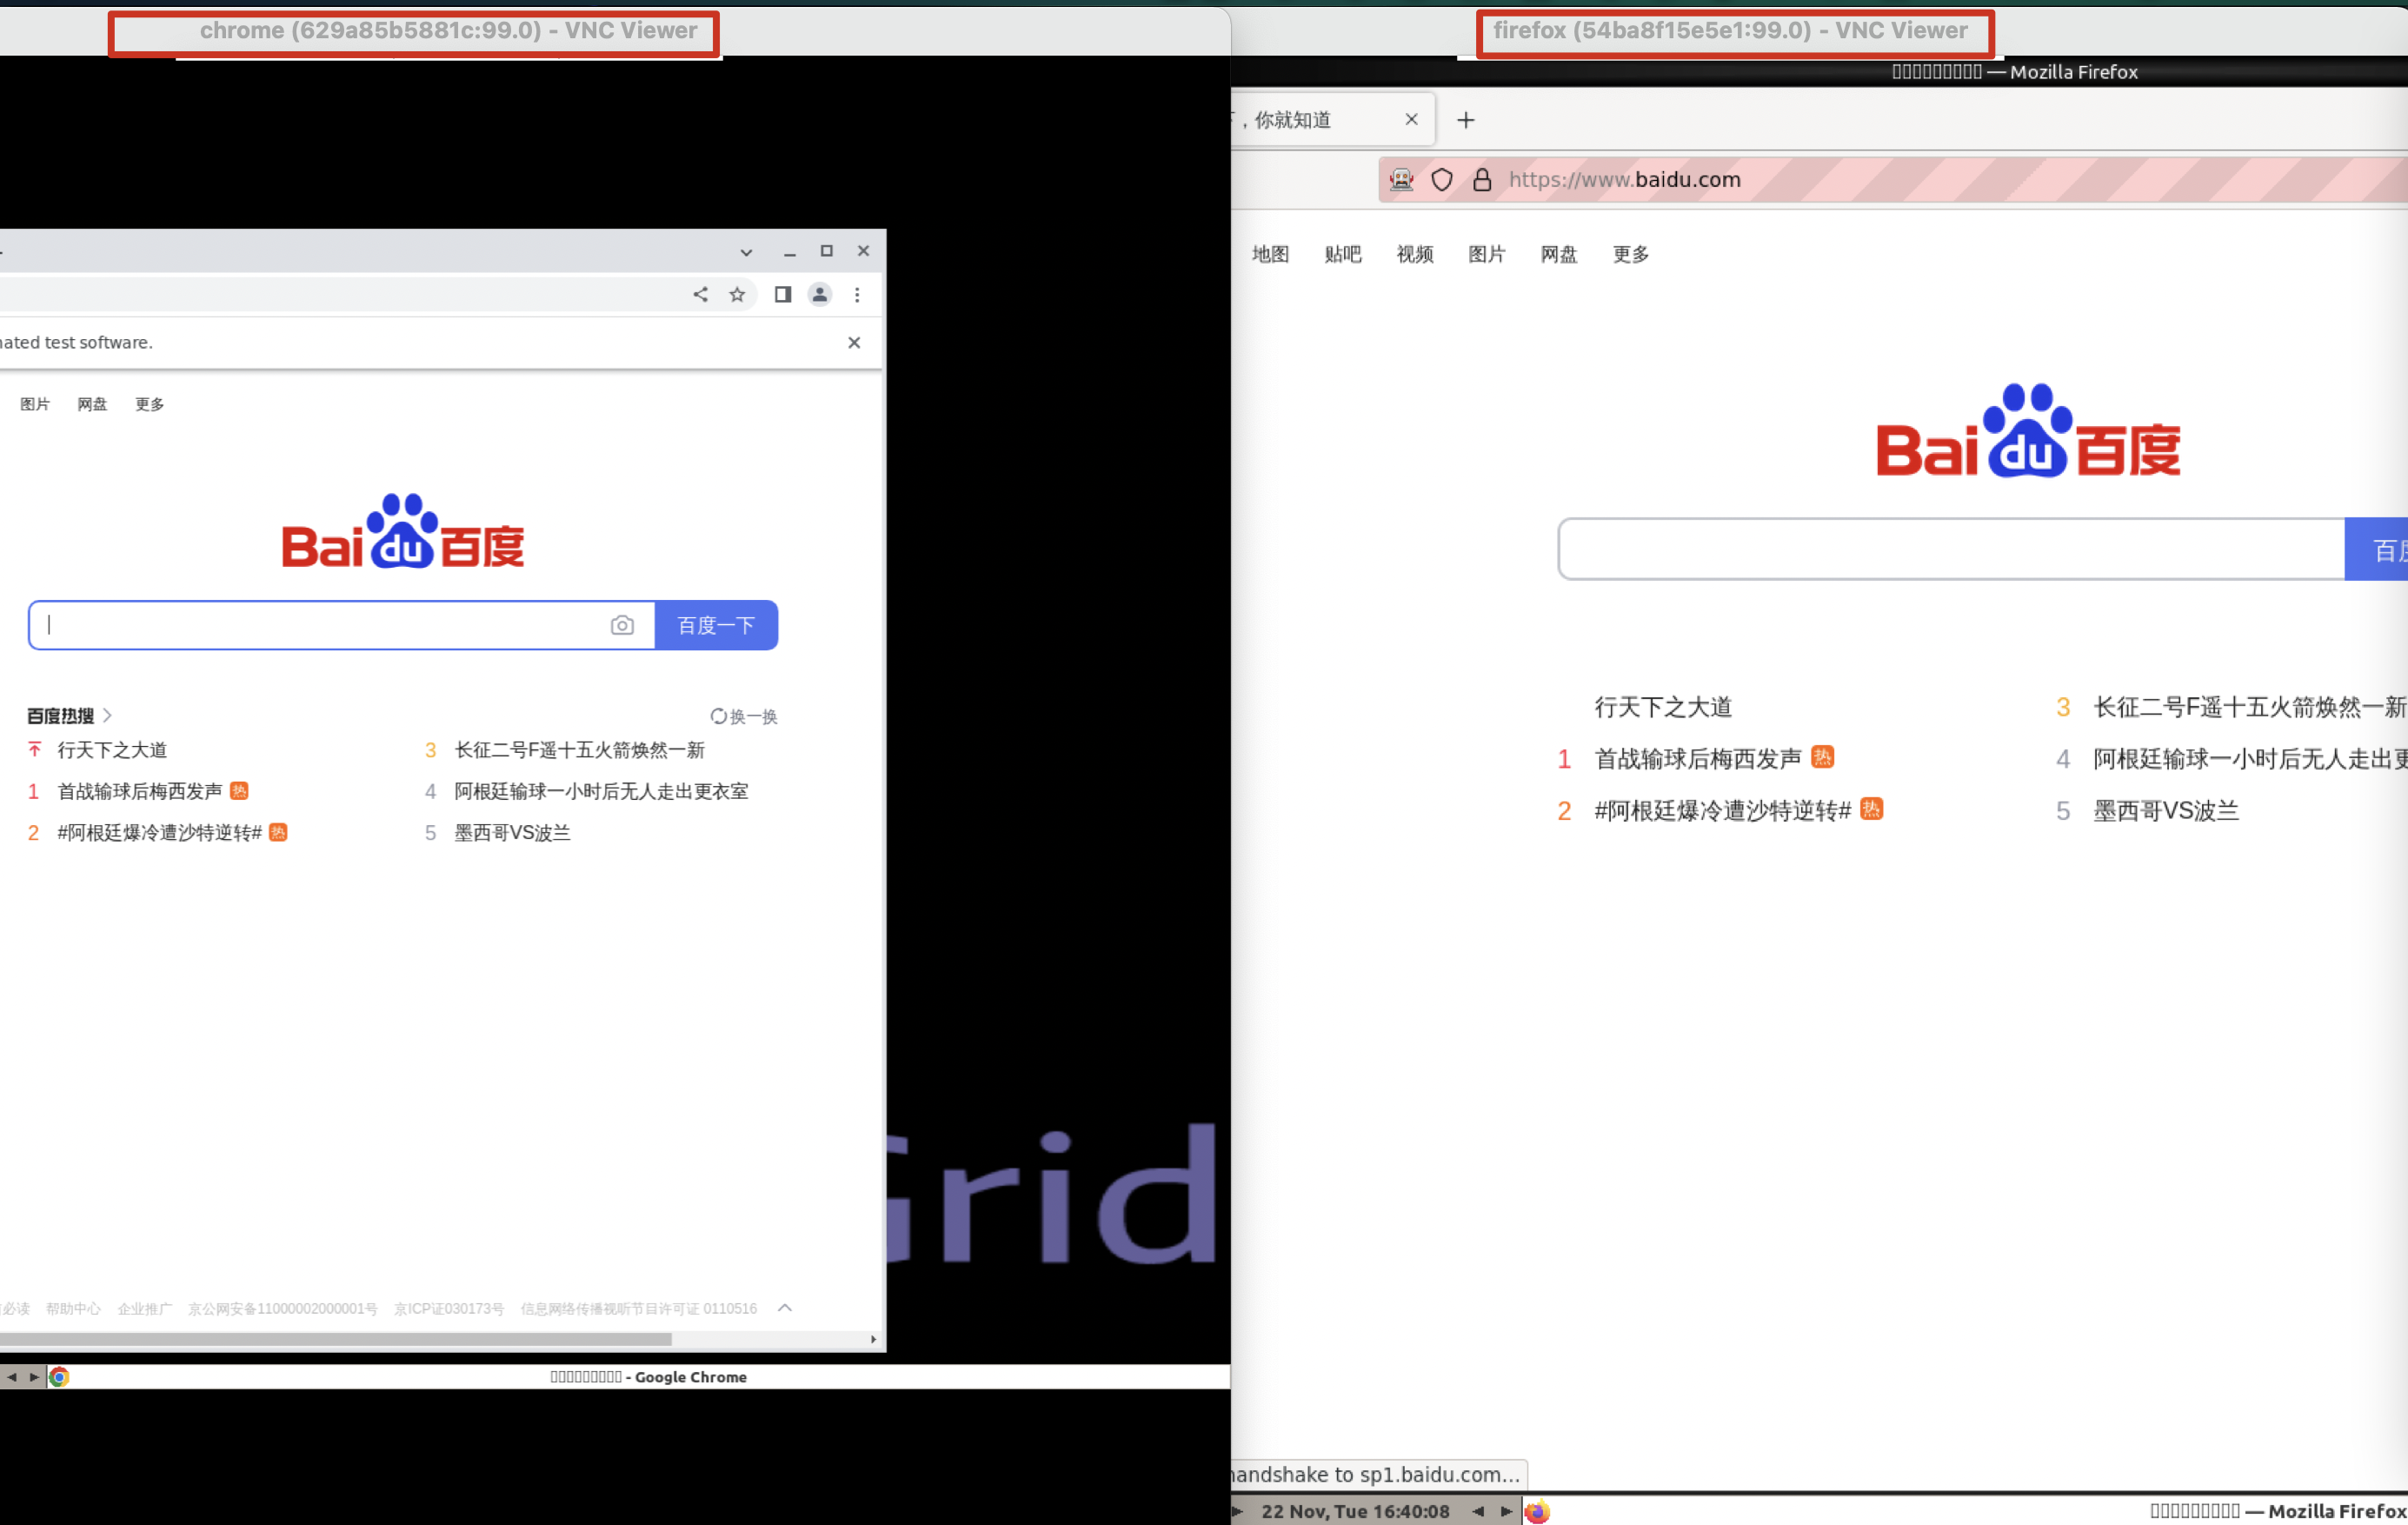 chrome (629a85b5881c:99.0) - VNC Viewer
nated test software.
图片 网盘 更多
Bai du 百度
百度一下
百度热搜
换一换
行天下之大道
3 长征二号F遥十五火箭焕然一新
1 首战输球后梅西发声 热
4 阿根廷输球一小时后无人走出更衣室
2 #阿根廷爆冷遭沙特逆转# 热
5 墨西哥VS波兰
必读 帮助中心 企业推广 京公网安备11000002000001号 京ICP证030173号 信息网络传播视听节目许可证 0110516
Grid
- Google Chrome
firefox (54ba8f15e5e1:99.0) - VNC Viewer
— Mozilla Firefox
,你就知道
https://www.baidu.com
地图 贴吧 视频 图片 网盘 更多
Bai du 百度
百度
行天下之大道
3 长征二号F遥十五火箭焕然一新
1 首战输球后梅西发声 热
4 阿根廷输球一小时后无人走出更
2 #阿根廷爆冷遭沙特逆转# 热
5 墨西哥VS波兰
handshake to sp1.baidu.com...
22 Nov, Tue 16:40:08
— Mozilla Firefox